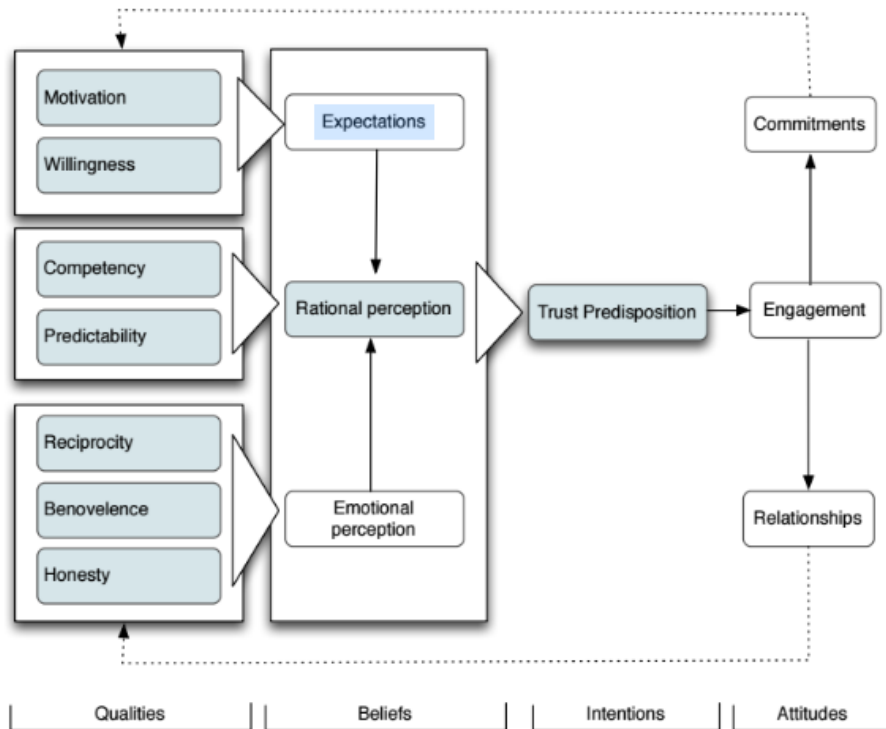 Motivation
Willingness
Competency
Predictability
Reciprocity
Benovelence
Honesty
Expectations
Rational perception
Emotional
perception
Trust Predisposition
Commitments
Engagement
Relationships
Qualities
Beliefs
Intentions
Attitudes